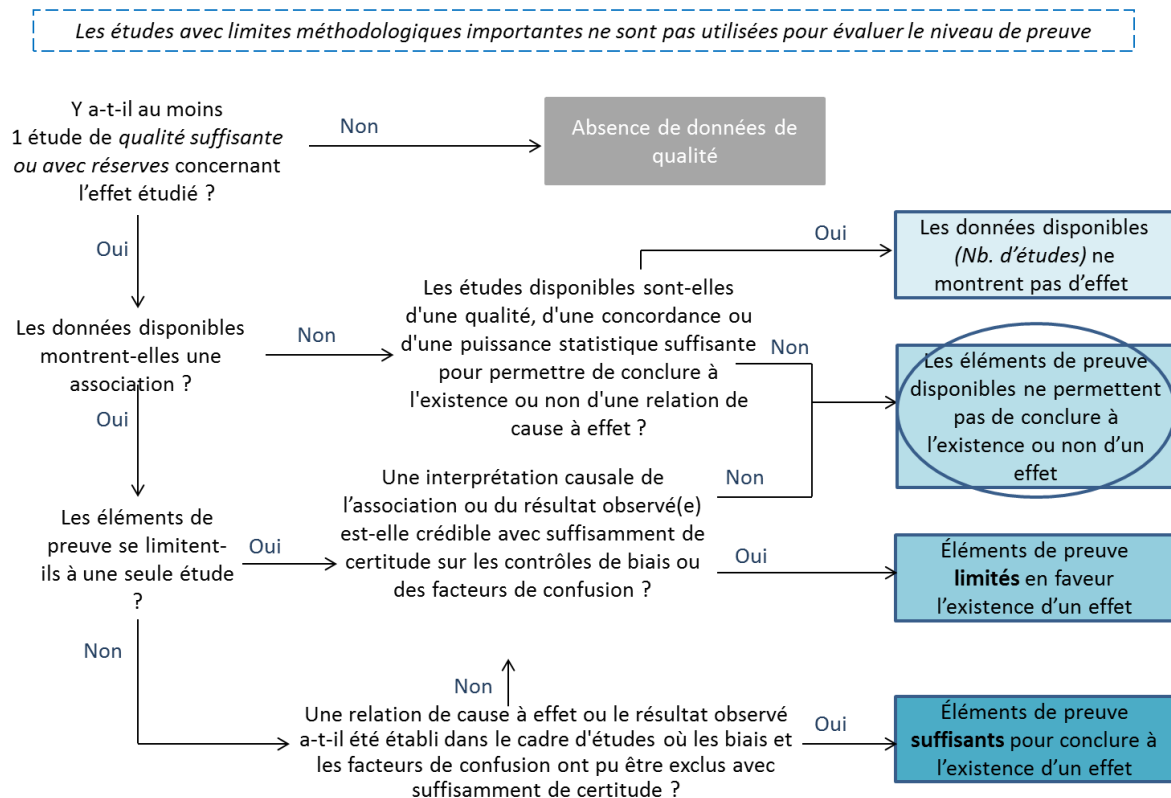 Les études avec limites méthodologiques importantes ne sont pas utilisées pour évaluer le niveau de preuve
Y a-t-il au moins
1 étude de qualité suffisante
ou avec réserves concernant
l'effet étudié ?
Non
Absence de données de
qualité
Oui
Les données disponibles
montrent-elles une
association ?
Non
Les études disponibles sont-elles
d'une qualité, d'une concordance ou
d'une puissance statistique suffisante
pour permettre de conclure à
l'existence ou non d'une relation de
cause à effet ?
Oui
Les données disponibles
(Nb. d'études) ne
montrent pas d'effet
Non
Les éléments de preuve
disponibles ne permettent
pas de conclure à
l'existence ou non d'un
effet
Oui
Les éléments de
preuve se limitent-
ils à une seule étude
?
Oui
Une interprétation causale de
l'association ou du résultat observé(e)
est-elle crédible avec suffisamment de
certitude sur les contrôles de biais ou
des facteurs de confusion ?
Non
Oui
Éléments de preuve
limités en faveur
l'existence d'un effet
Non
Non
Une relation de cause à effet ou le résultat observé
a-t-il été établi dans le cadre d'études où les biais et
les facteurs de confusion ont pu être exclus avec
suffisamment de certitude ?
Oui
Éléments de preuve
suffisants pour conclure à
l'existence d'un effet